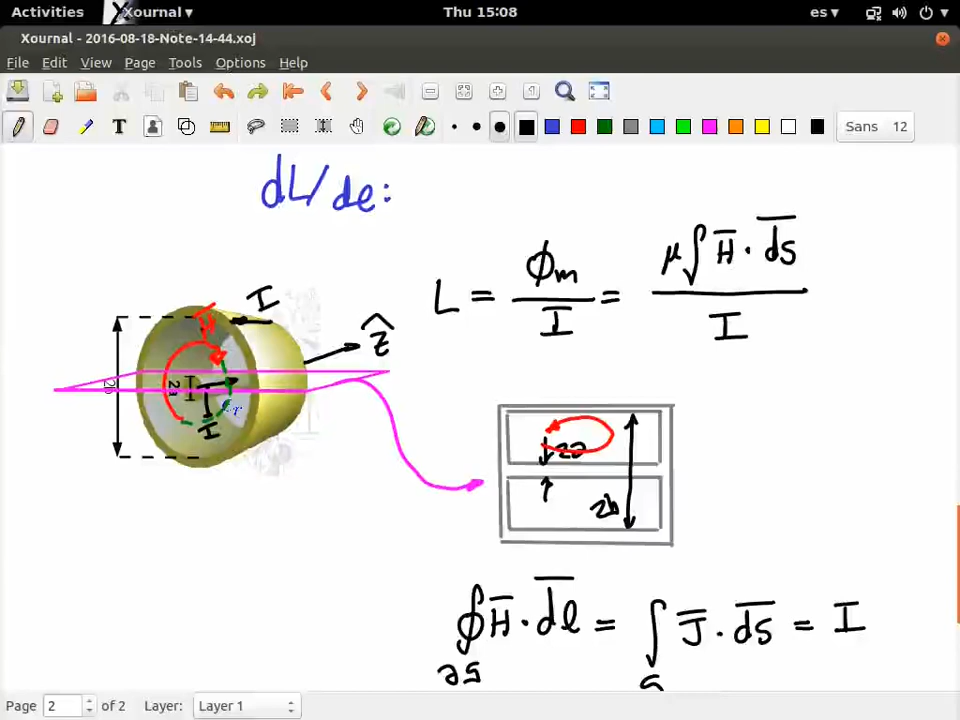 Activities Xournal ▾ Thu 15:08 es ▾
Xournal - 2016-08-18-Note-14-44.xoj
File Edit View Page Tools Options Help
T Sans 12
dL/de:
L = ϕm / I = μ∫H̅ · d̅S̅ / I
I
H̅
ẑ
2a
I
r
2a
2b
∮∂S H̅ · d̅l̅ = ∫S J̅ · d̅S̅ = I
Page 2 of 2 Layer: Layer 1